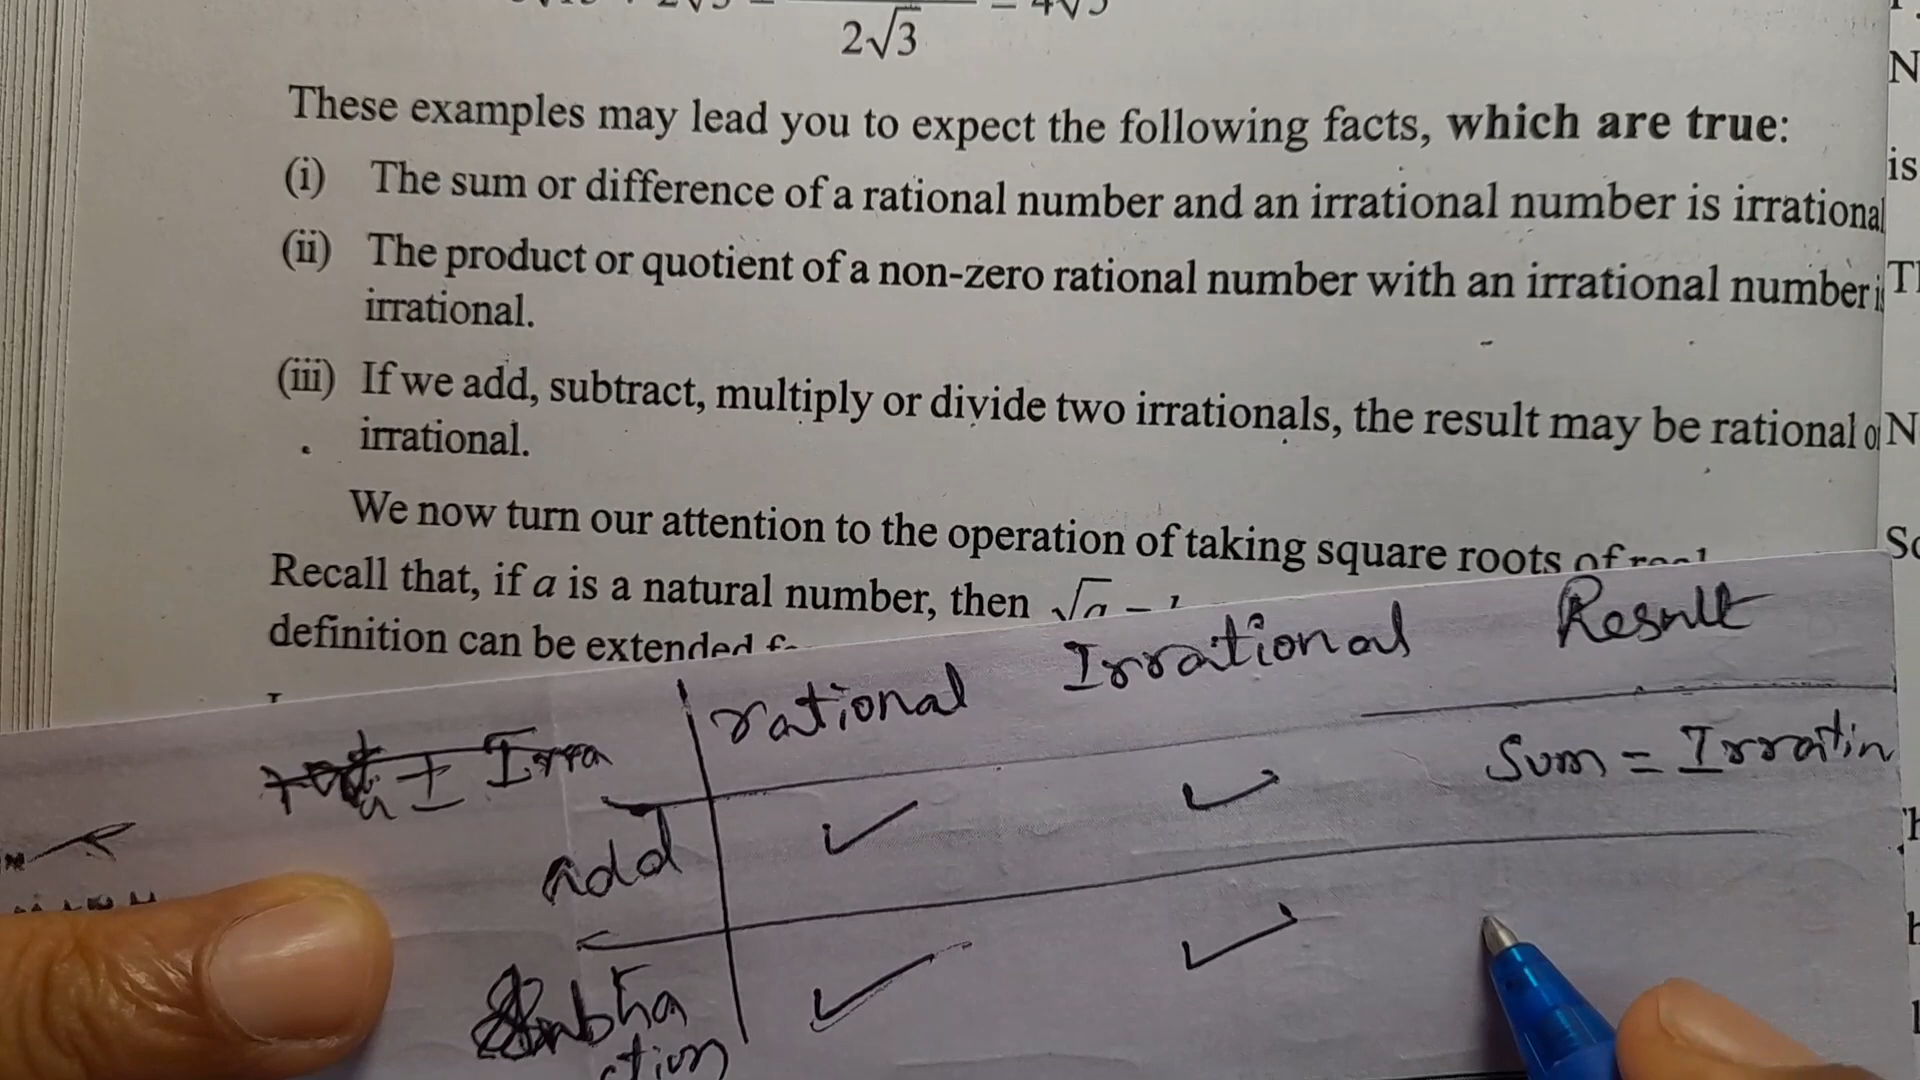 2√3
These examples may lead you to expect the following facts, which are true:
(i) The sum or difference of a rational number and an irrational number is irrational
(ii) The product or quotient of a non-zero rational number with an irrational number
irrational.
(iii) If we add, subtract, multiply or divide two irrationals, the result may be rational
irrational.
We now turn our attention to the operation of taking square roots of
Recall that, if a is a natural number, then √a
definition can be extended
rational Irrational Result
± Irra
add Sum = Irratin
ction